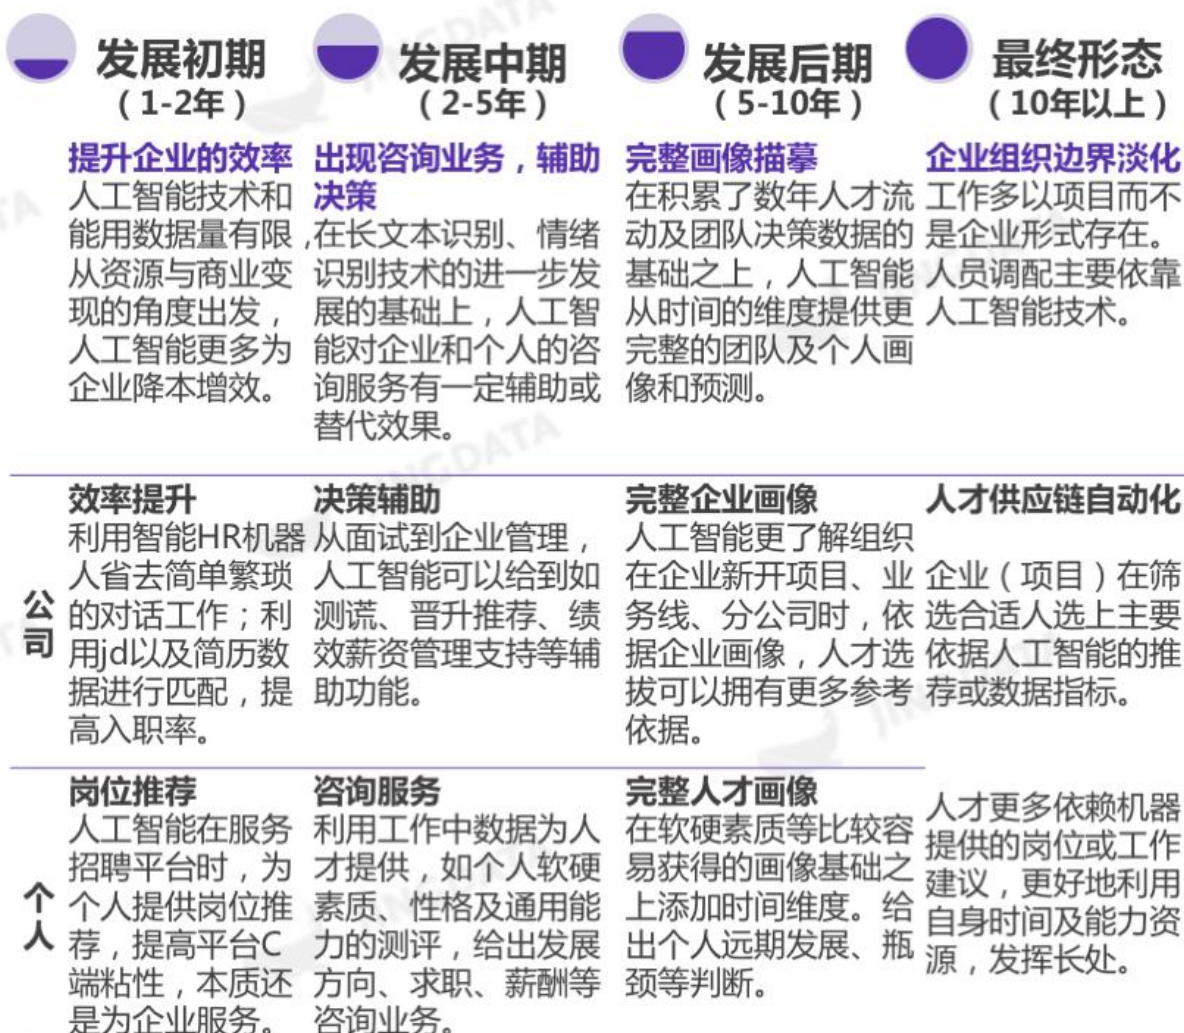 发展初期
（1-2年）
提升企业的效率
人工智能技术和
能用数据量有限，
从资源与商业变
现的角度出发，
人工智能更多为
企业降本增效。
发展中期
（2-5年）
出现咨询业务，辅助
决策
在长文本识别、情绪
识别技术的进一步发
展的基础上，人工智
能对企业和个人的咨
询服务有一定辅助或
替代效果。
发展后期
（5-10年）
完整画像描摹
在积累了数年人才流
动及团队决策数据的
基础之上，人工智能
从时间的维度提供更
完整的团队及个人画
像和预测。
最终形态
（10年以上）
企业组织边界淡化
工作多以项目而不
是企业形式存在。
人员调配主要依靠
人工智能技术。
公
司
效率提升
利用智能HR机器
人省去简单繁琐
的对话工作；利
用jd以及简历数
据进行匹配，提
高入职率。
决策辅助
从面试到企业管理，
人工智能可以给到如
测谎、晋升推荐、绩
效薪资管理支持等辅
助功能。
完整企业画像
人工智能更了解组织
在企业新开项目、业
务线、分公司时，依
据企业画像，人才选
拔可以拥有更多参考
依据。
人才供应链自动化
企业（项目）在筛
选合适人选上主要
依据人工智能的推
荐或数据指标。
个
人
岗位推荐
人工智能在服务
招聘平台时，为
个人提供岗位推
荐，提高平台C
端粘性，本质还
是为企业服务。
咨询服务
利用工作中数据为人
才提供，如个人软硬
素质、性格及通用能
力的测评，给出发展
方向、求职、薪酬等
咨询业务。
完整人才画像
在软硬素质等比较容
易获得的画像基础之
上添加时间维度。给
出个人远期发展、瓶
颈等判断。
人才更多依赖机器
提供的岗位或工作
建议，更好地利用
自身时间及能力资
源，发挥长处。
JINGDATA